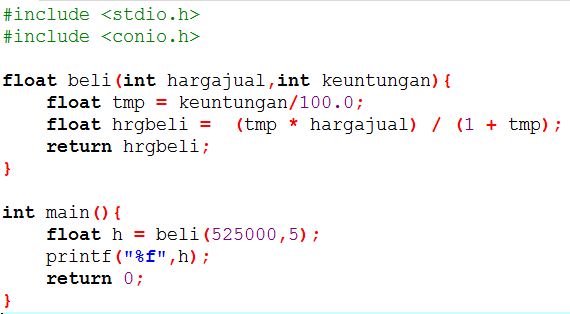 #include <stdio.h>
#include <conio.h>
float beli(int hargajual,int keuntungan){
float tmp = keuntungan/100.0;
float hrgbeli =  (tmp * hargajual) / (1 + tmp);
return hrgbeli;
}
int main(){
float h = beli(525000,5);
printf("%f",h);
return 0;
}